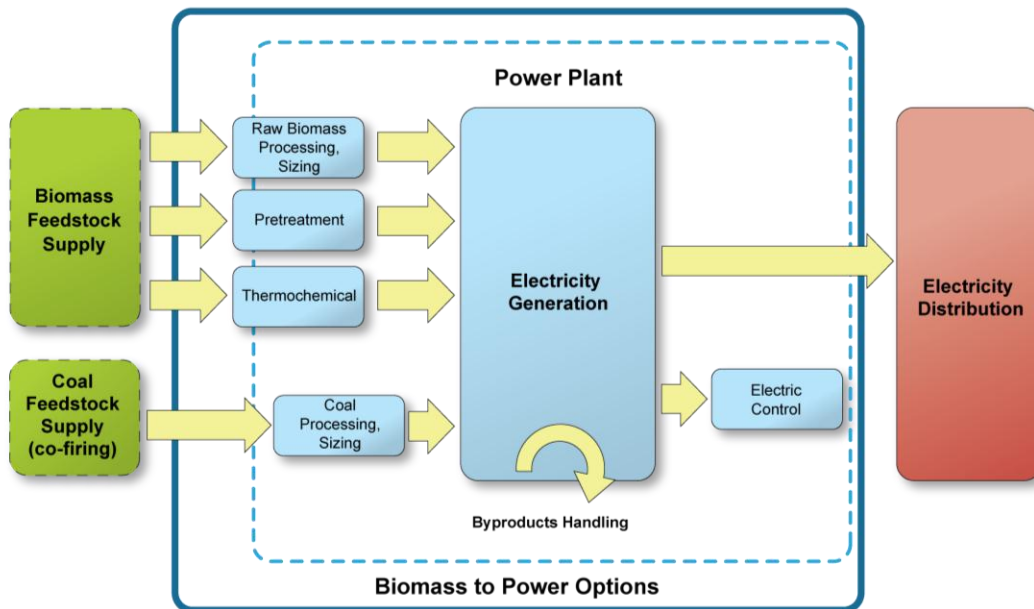 Power Plant
Biomass
Feedstock
Supply
Raw Biomass
Processing,
Sizing
Pretreatment
Thermochemical
Electricity
Generation
Electricity
Distribution
Coal
Feedstock
Supply
(co-firing)
Coal
Processing,
Sizing
Electric
Control
Byproducts Handling
Biomass to Power Options